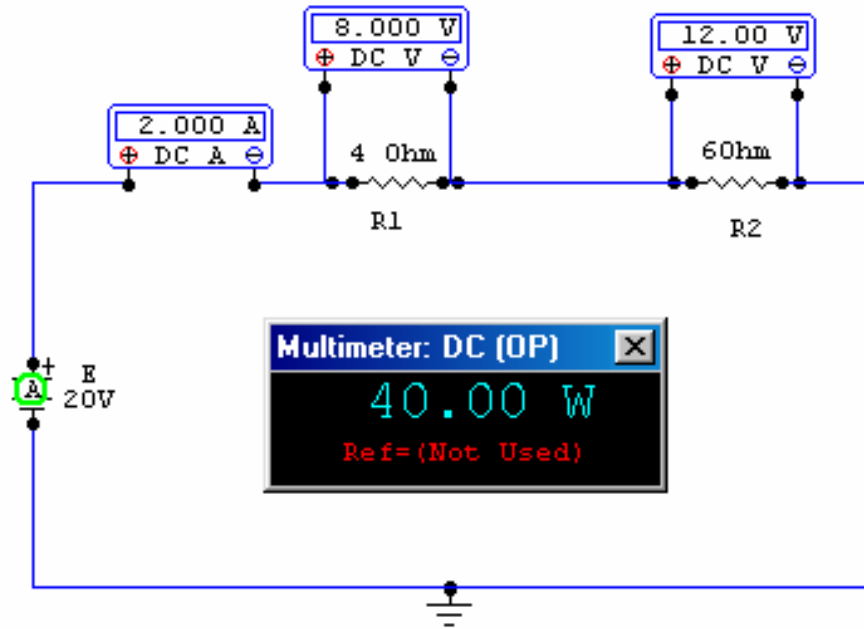 8.000 V
DC V
12.00 V
DC V
2.000 A
DC A
4 Ohm
6Ohm
R1
R2
Multimeter: DC (OP)
40.00 W
Ref=(Not Used)
+
E
A
20V